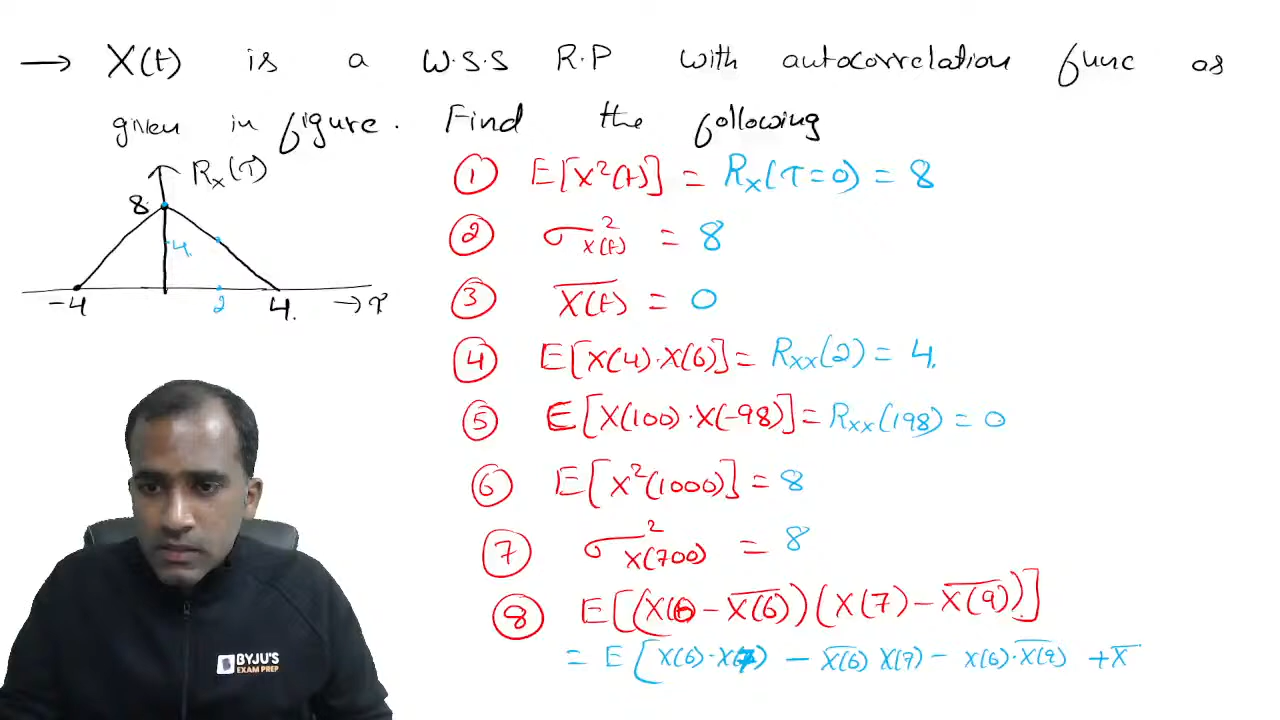 → X(t) is a W.S.S R.P with autocorrelation func as
given in figure. Find the following
Rx(τ)
8
4.
-4
2
4.
→ τ
① E[X²(t)] = Rx(τ=0) = 8
② σ²x(t) = 8
③ X̅(̅t̅)̅ = 0
④ E[X(4)·X(6)] = Rxx(2) = 4.
⑤ E[X(100)·X(-98)] = Rxx(198) = 0
⑥ E[X²(1000)] = 8
⑦ σ²x(700) = 8
⑧ E[(X(6 - X̅(̅6̅)̅)(X(7) - X̅(̅9̅)̅)]
= E[X(6)·X(7) - X̅(̅6̅)̅ X(7) - X(6)·X̅(̅9̅)̅ + X̅
BYJU'S
EXAM PREP